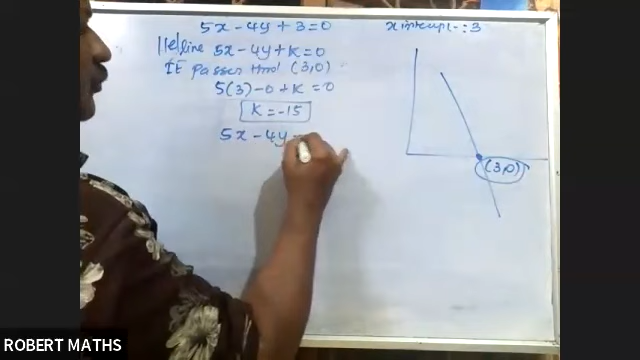 5x - 4y + 3 = 0
x intercept : 3
||el line 5x - 4y + K = 0
It passes thro' (3,0)
5(3) - 0 + K = 0
K = -15
(3,0)
5x - 4y -
ROBERT MATHS